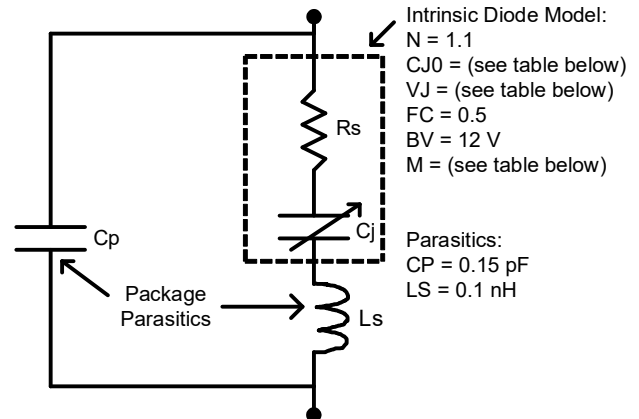 Intrinsic Diode Model:
N = 1.1
CJ0 = (see table below)
VJ = (see table below)
FC = 0.5
BV = 12 V
M = (see table below)
Rs
Cj
Cp
Parasitics:
CP = 0.15 pF
LS = 0.1 nH
Package
Parasitics
Ls